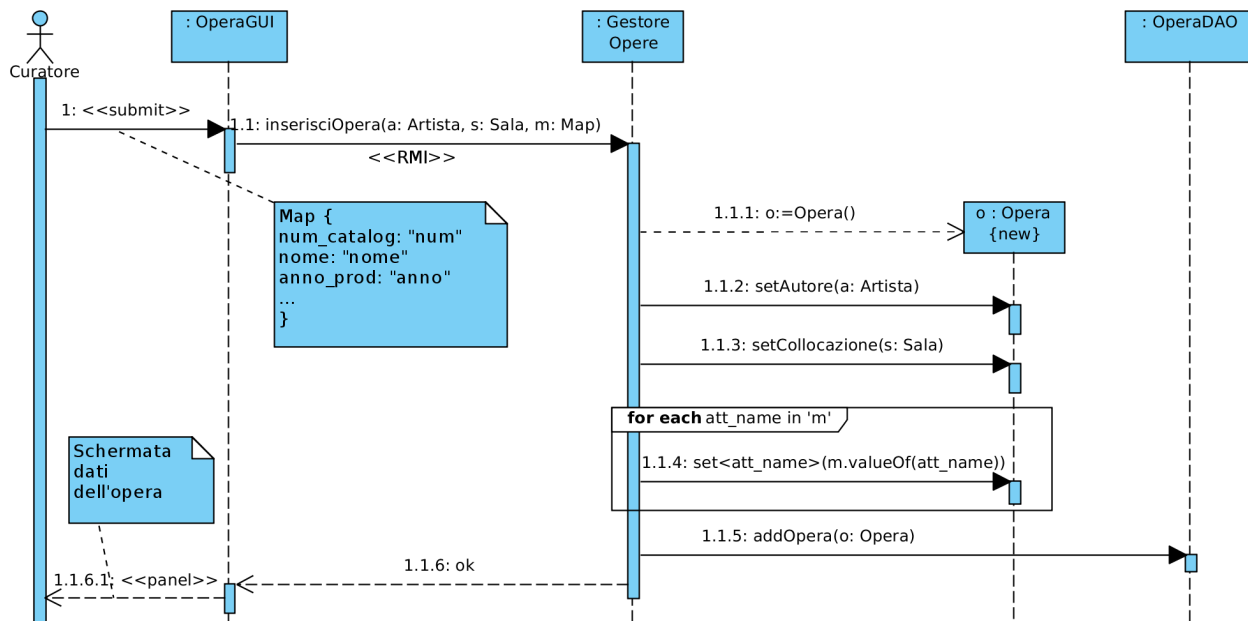 : OperaGUI
: Gestore
Opere
: OperaDAO
Curatore
1: <<submit>>
1.1: inserisciOpera(a: Artista, s: Sala, m: Map)
<<RMI>>
Map {
num_catalog: "num"
nome: "nome"
anno_prod: "anno"
...
}
1.1.1: o:=Opera()
o : Opera
{new}
1.1.2: setAutore(a: Artista)
1.1.3: setCollocazione(s: Sala)
for each att_name in 'm'
1.1.4: set<att_name>(m.valueOf(att_name))
Schermata
dati
dell'opera
1.1.5: addOpera(o: Opera)
1.1.6: ok
1.1.6.1: <<panel>>